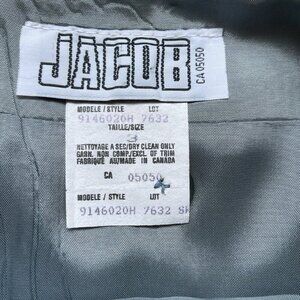 JACOB
CA 05050
MODELE / STYLE LOT
9146020H 7632
TAILLE/SIZE
3
NETTOYAGE A SEC/DRY CLEAN ONLY
GARN. NON COMP/EXCL. OF TRIM
FABRIQUE AU/MADE IN CANADA
CA 05050
MODELE / STYLE LOT
9146020H 7632